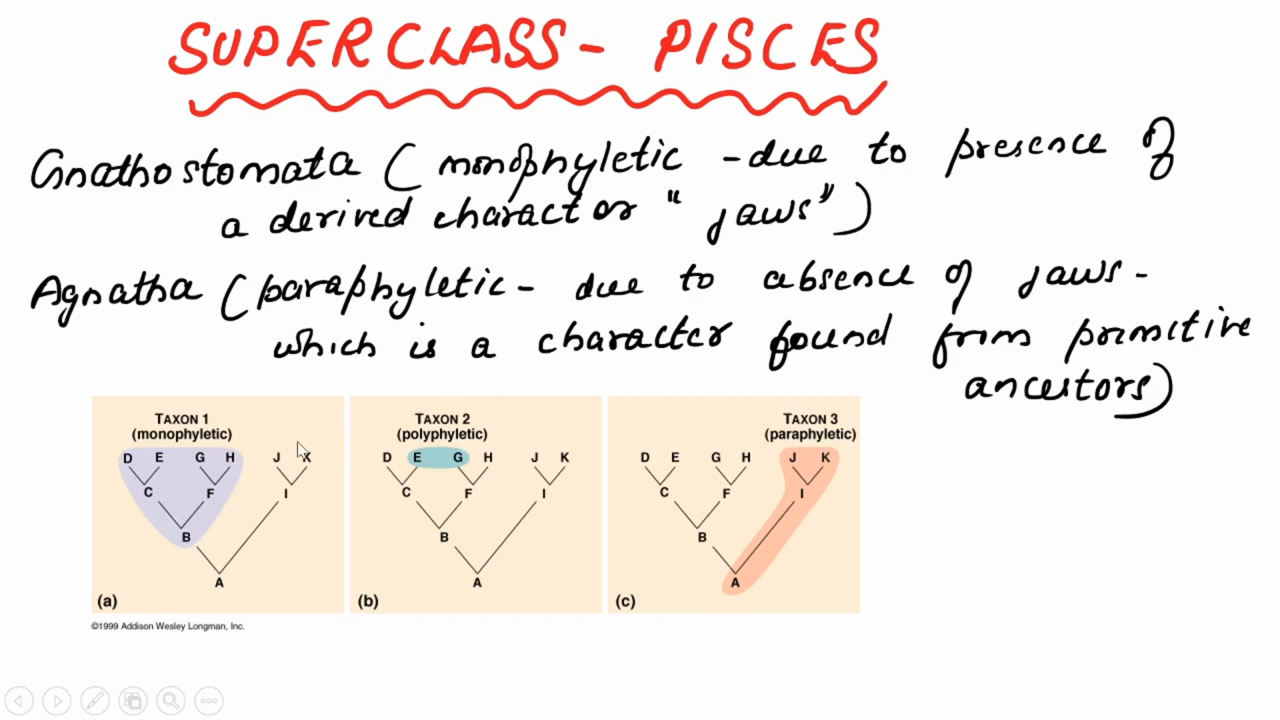 SUPERCLASS - PISCES
Gnathostomata ( monophyletic - due to presence of
a derived charactor " jaws" )
Agnatha ( paraphyletic - due to absence of jaws -
which is a character found from primitive
ancestors )
TAXON 1
(monophyletic)
D E G H J K
C F I
B
A
(a)
TAXON 2
(polyphyletic)
D E G H J K
C F I
B
A
(b)
TAXON 3
(paraphyletic)
D E G H J K
C F I
B
A
(c)
©1999 Addison Wesley Longman, Inc.